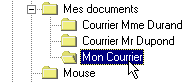 Mes documents
Courrier Mme Durand
Courrier Mr Dupond
Mon Courrier
Mouse